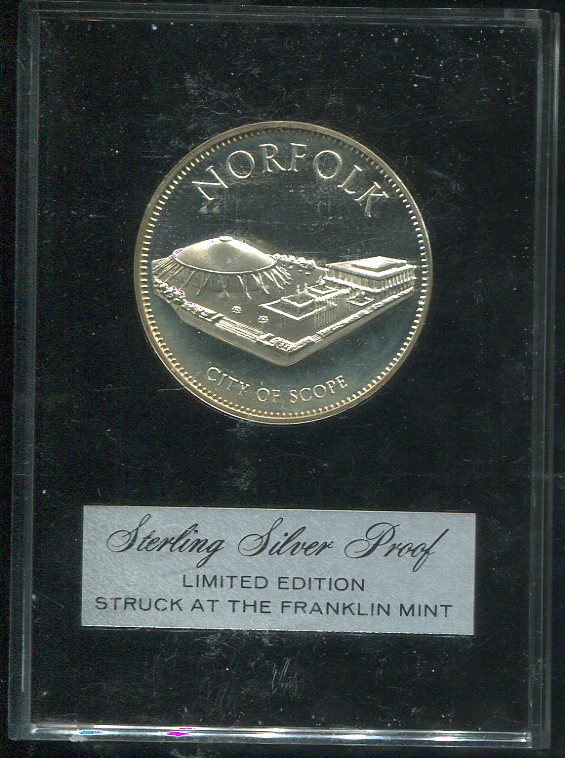 NORFOLK
CITY OF SCOPE
Sterling Silver Proof
LIMITED EDITION
STRUCK AT THE FRANKLIN MINT